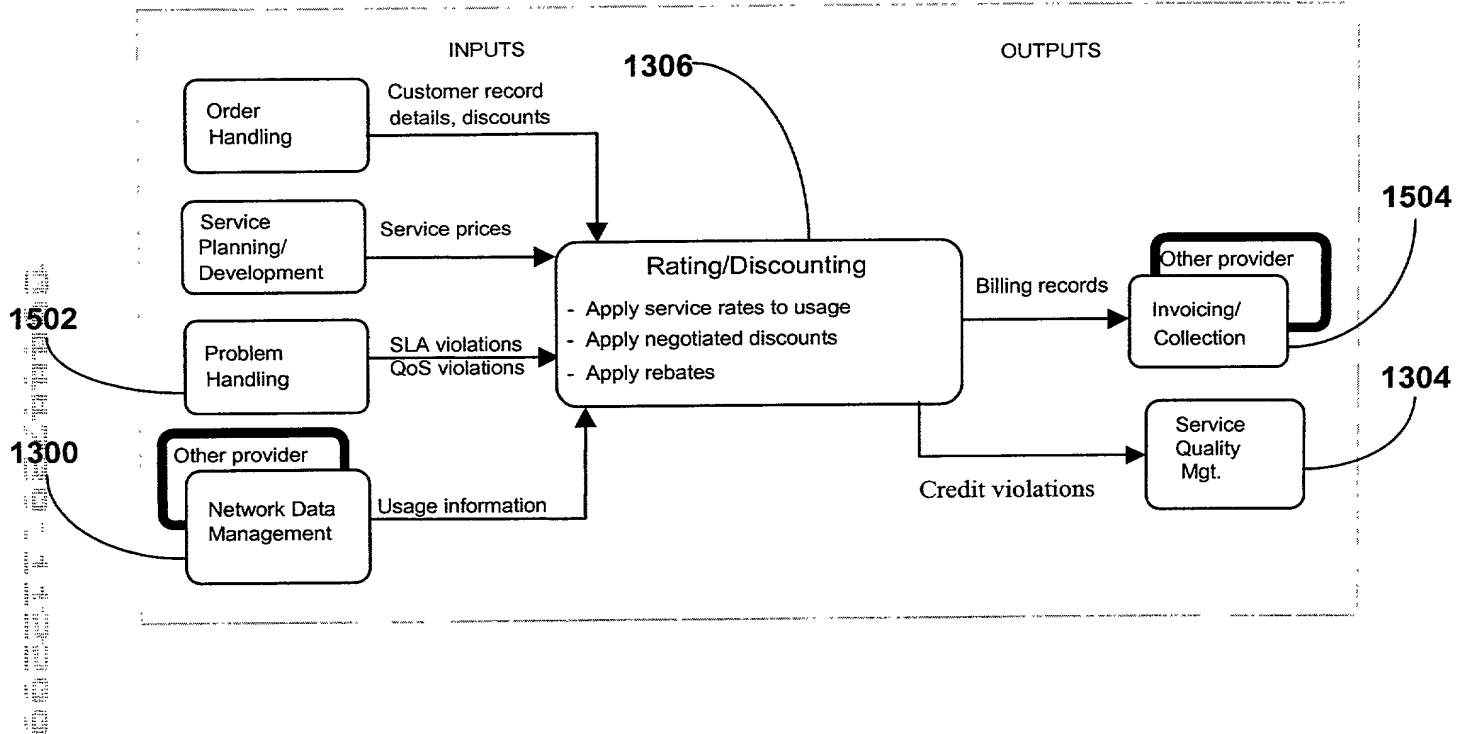 INPUTS
OUTPUTS
1306
Order
Handling
Customer record
details, discounts
Service
Planning/
Development
Service prices
1502
Problem
Handling
SLA violations
QoS violations
1300
Other provider
Network Data
Management
Usage information
Rating/Discounting
- Apply service rates to usage
- Apply negotiated discounts
- Apply rebates
Billing records
1504
Other provider
Invoicing/
Collection
1304
Service
Quality
Mgt.
Credit violations